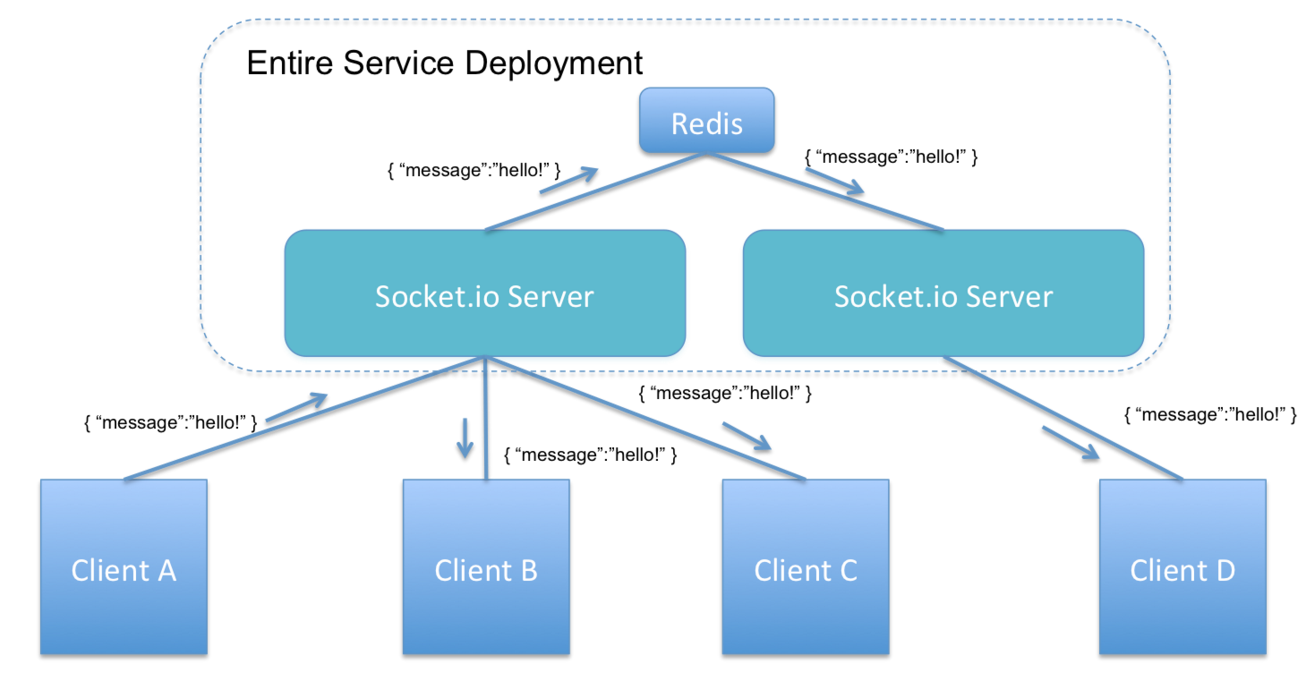 Entire Service Deployment
Redis
{ “message”:”hello!” }
{ “message”:”hello!” }
Socket.io Server
Socket.io Server
{ “message”:”hello!” }
{ “message”:”hello!” }
{ “message”:”hello!” }
{ “message”:”hello!” }
Client A
Client B
Client C
Client D